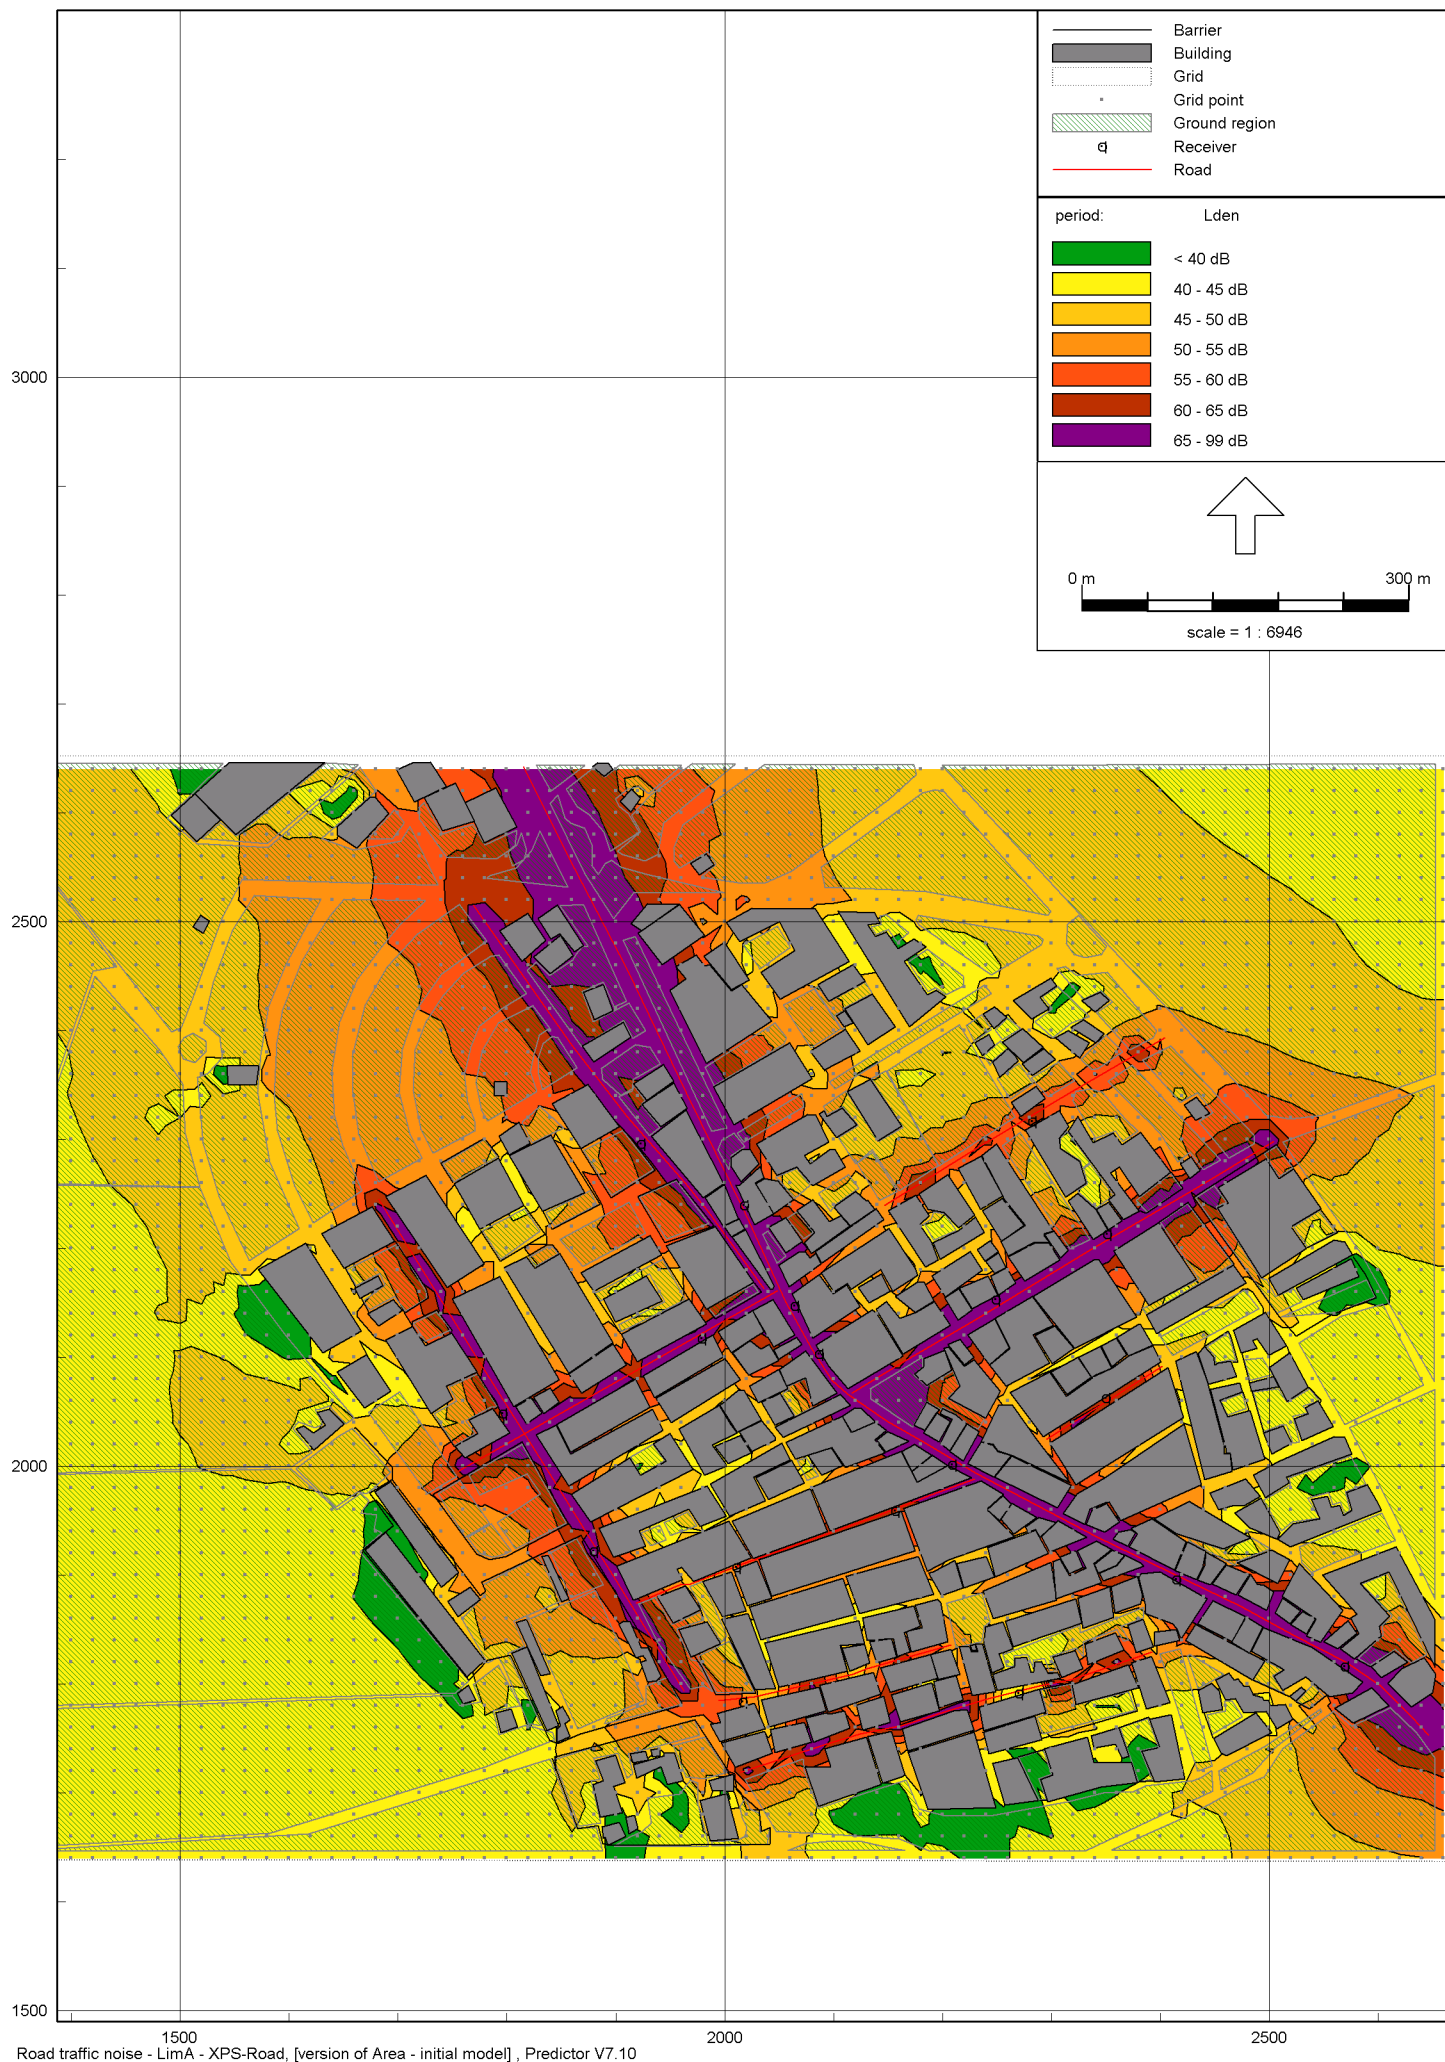 Barrier
Building
Grid
Grid point
Ground region
Receiver
Road
period: Lden
< 40 dB
40 - 45 dB
45 - 50 dB
50 - 55 dB
55 - 60 dB
60 - 65 dB
65 - 99 dB
0 m 300 m
scale = 1 : 6946
3000
2500
2000
1500
1500 2000 2500
Road traffic noise - LimA - XPS-Road, [version of Area - initial model] , Predictor V7.10